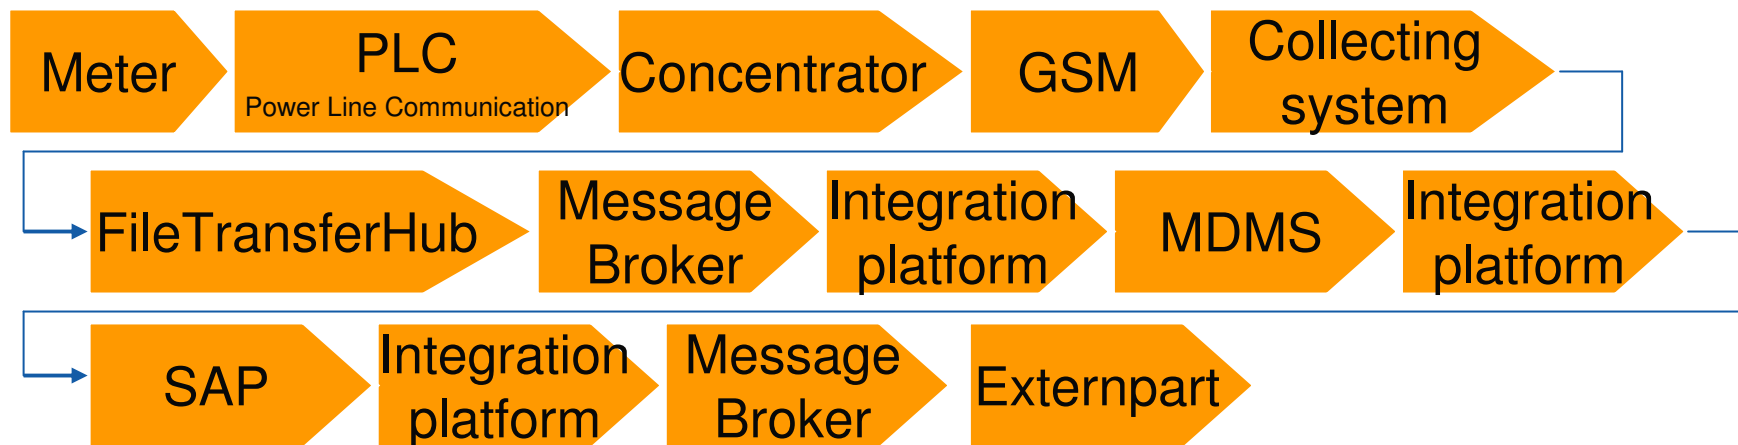 Meter
PLC
Power Line Communication
Concentrator
GSM
Collecting
system
FileTransferHub
Message
Broker
Integration
platform
MDMS
Integration
platform
SAP
Integration
platform
Message
Broker
Externpart